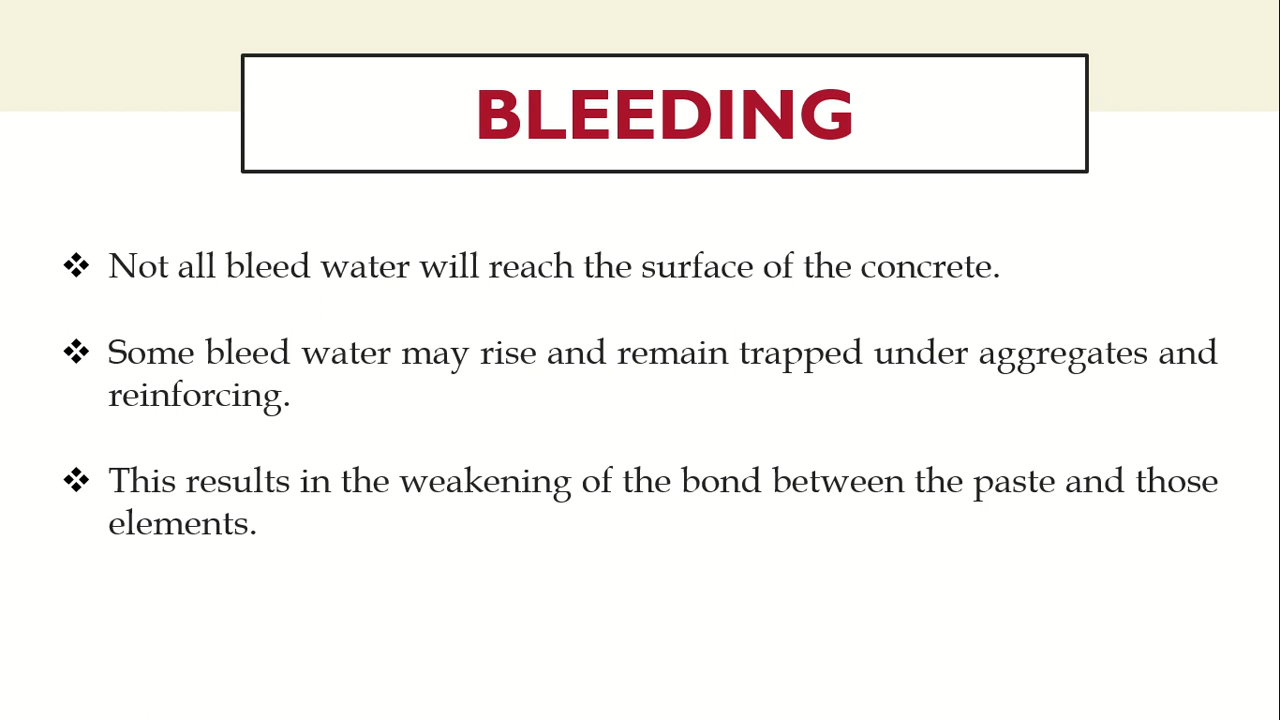 BLEEDING
❖ Not all bleed water will reach the surface of the concrete.
❖ Some bleed water may rise and remain trapped under aggregates and
reinforcing.
❖ This results in the weakening of the bond between the paste and those
elements.